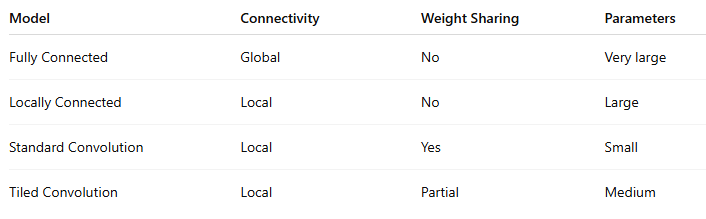 Model Connectivity Weight Sharing Parameters
Fully Connected Global No Very large
Locally Connected Local No Large
Standard Convolution Local Yes Small
Tiled Convolution Local Partial Medium